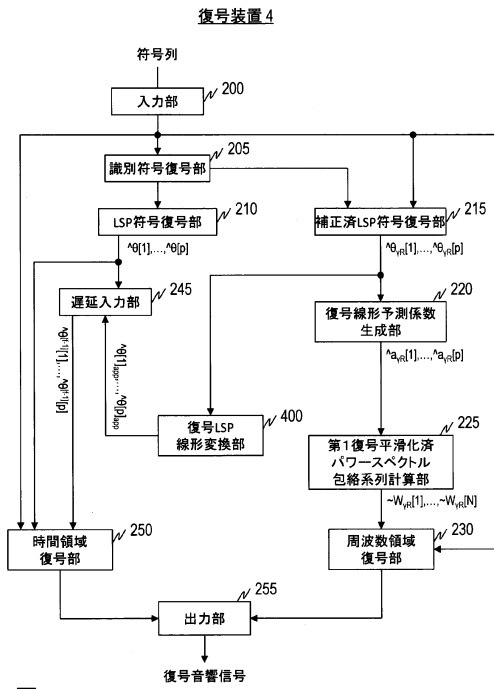 復号装置4
符号列
入力部
200
識別符号復号部
205
LSP符号復号部
210
補正済LSP符号復号部
215
^θ[1],...,^θ[p]
^θγR[1],...,^θγR[p]
遅延入力部
245
復号線形予測係数
生成部
220
^θ[t-1][1],...,^θ[t-1][p]
^θ[1]app,...,^θ[p]app
^aγR[1],...,^aγR[p]
復号LSP
線形変換部
400
第1復号平滑化済
パワースペクトル
包絡系列計算部
225
~WγR[1],...,~WγR[N]
時間領域
復号部
250
周波数領域
復号部
230
出力部
255
復号音響信号